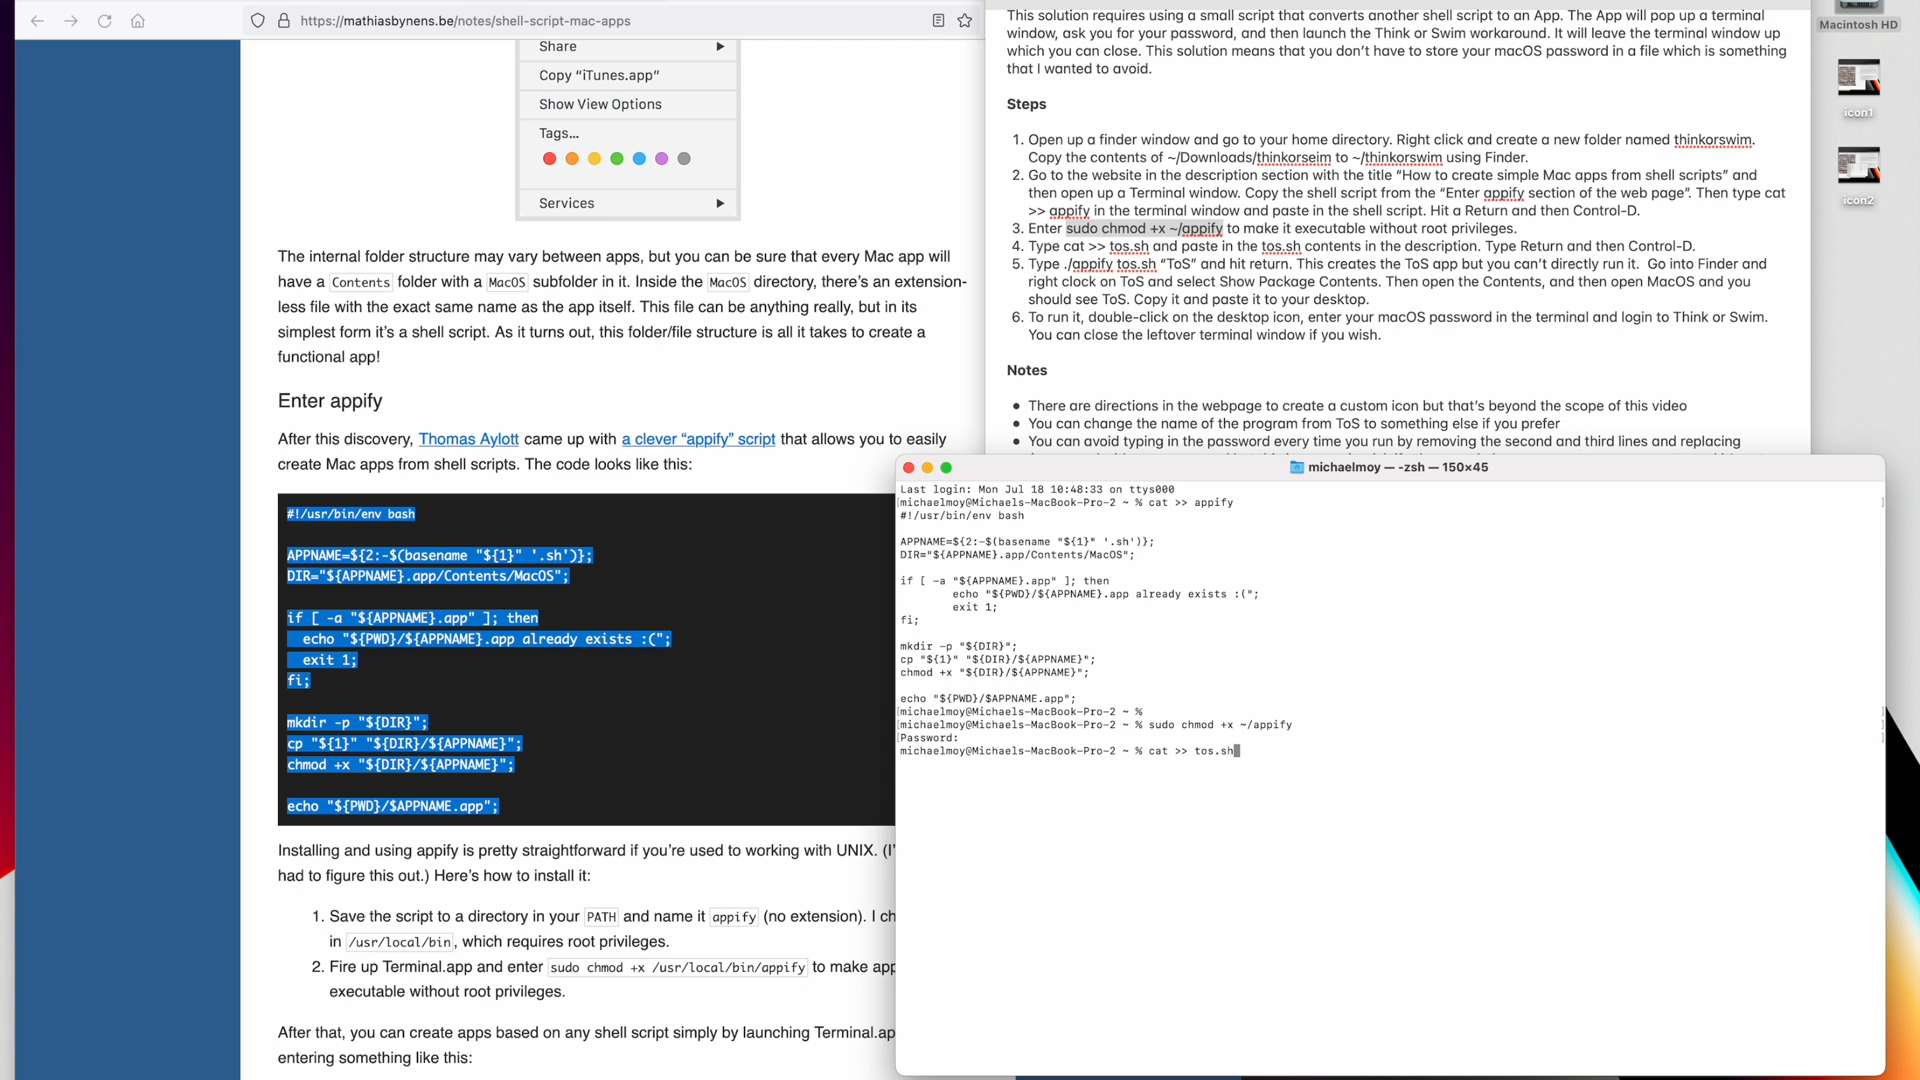 https://mathiasbynens.be/notes/shell-script-mac-apps
Share
Copy “iTunes.app”
Show View Options
Tags...
Services
The internal folder structure may vary between apps, but you can be sure that every Mac app will
have a Contents folder with a MacOS subfolder in it. Inside the MacOS directory, there’s an extension-
less file with the exact same name as the app itself. This file can be anything really, but in its
simplest form it’s a shell script. As it turns out, this folder/file structure is all it takes to create a
functional app!
Enter appify
After this discovery, Thomas Aylott came up with a clever “appify” script that allows you to easily
create Mac apps from shell scripts. The code looks like this:
#!/usr/bin/env bash
APPNAME=${2:-$(basename "${1}" '.sh')};
DIR="${APPNAME}.app/Contents/MacOS";
if [ -a "${APPNAME}.app" ]; then
echo "${PWD}/${APPNAME}.app already exists :(";
exit 1;
fi;
mkdir -p "${DIR}";
cp "${1}" "${DIR}/${APPNAME}";
chmod +x "${DIR}/${APPNAME}";
echo "${PWD}/$APPNAME.app";
Installing and using appify is pretty straightforward if you’re used to working with UNIX. (I’
had to figure this out.) Here’s how to install it:
1. Save the script to a directory in your PATH and name it appify (no extension). I ch
in /usr/local/bin, which requires root privileges.
2. Fire up Terminal.app and enter sudo chmod +x /usr/local/bin/appify to make app
executable without root privileges.
After that, you can create apps based on any shell script simply by launching Terminal.ap
entering something like this:
This solution requires using a small script that converts another shell script to an App. The App will pop up a terminal
window, ask you for your password, and then launch the Think or Swim workaround. It will leave the terminal window up
which you can close. This solution means that you don’t have to store your macOS password in a file which is something
that I wanted to avoid.
Steps
1. Open up a finder window and go to your home directory. Right click and create a new folder named thinkorswim.
Copy the contents of ~/Downloads/thinkorseim to ~/thinkorswim using Finder.
2. Go to the website in the description section with the title “How to create simple Mac apps from shell scripts” and
then open up a Terminal window. Copy the shell script from the “Enter appify section of the web page”. Then type cat
>> appify in the terminal window and paste in the shell script. Hit a Return and then Control-D.
3. Enter sudo chmod +x ~/appify to make it executable without root privileges.
4. Type cat >> tos.sh and paste in the tos.sh contents in the description. Type Return and then Control-D.
5. Type ./appify tos.sh “ToS” and hit return. This creates the ToS app but you can’t directly run it. Go into Finder and
right clock on ToS and select Show Package Contents. Then open the Contents, and then open MacOS and you
should see ToS. Copy it and paste it to your desktop.
6. To run it, double-click on the desktop icon, enter your macOS password in the terminal and login to Think or Swim.
You can close the leftover terminal window if you wish.
Notes
• There are directions in the webpage to create a custom icon but that’s beyond the scope of this video
• You can change the name of the program from ToS to something else if you prefer
• You can avoid typing in the password every time you run by removing the second and third lines and replacing
michaelmoy — -zsh — 150×45
Last login: Mon Jul 18 10:48:33 on ttys000
[michaelmoy@Michaels-MacBook-Pro-2 ~ % cat >> appify ]
#!/usr/bin/env bash
APPNAME=${2:-$(basename "${1}" '.sh')};
DIR="${APPNAME}.app/Contents/MacOS";
if [ -a "${APPNAME}.app" ]; then
echo "${PWD}/${APPNAME}.app already exists :(";
exit 1;
fi;
mkdir -p "${DIR}";
cp "${1}" "${DIR}/${APPNAME}";
chmod +x "${DIR}/${APPNAME}";
echo "${PWD}/$APPNAME.app";
[michaelmoy@Michaels-MacBook-Pro-2 ~ % ]
[michaelmoy@Michaels-MacBook-Pro-2 ~ % sudo chmod +x ~/appify ]
[Password: ]
michaelmoy@Michaels-MacBook-Pro-2 ~ % cat >> tos.sh
Macintosh HD
icon1
icon2